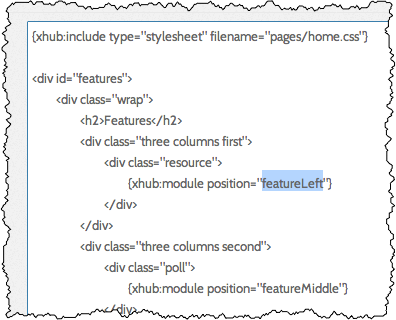 {xhub:include type="stylesheet" filename="pages/home.css"}
<div id="features">
<div class="wrap">
<h2>Features</h2>
<div class="three columns first">
<div class="resource">
{xhub:module position="featureLeft"}
</div>
</div>
<div class="three columns second">
<div class="poll">
{xhub:module position="featureMiddle"}
</div>